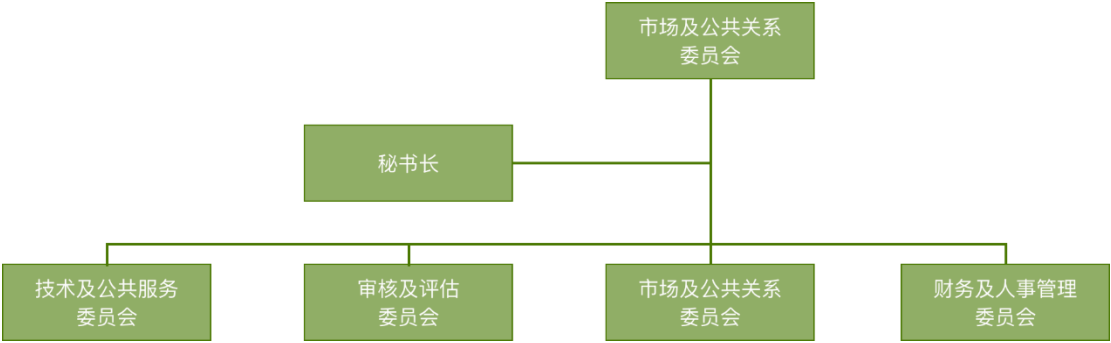 市场及公共关系
委员会
秘书长
技术及公共服务
委员会
审核及评估
委员会
市场及公共关系
委员会
财务及人事管理
委员会